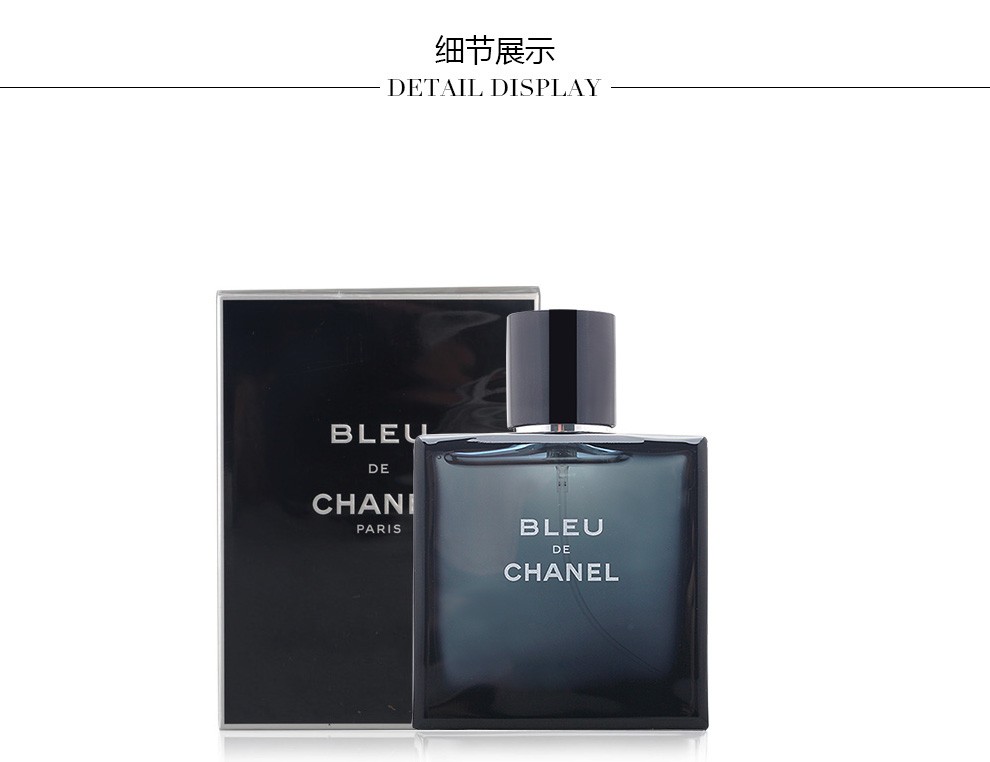 细节展示
DETAIL DISPLAY
BLEU
DE
CHANE
PARIS
BLEU
DE
CHANEL